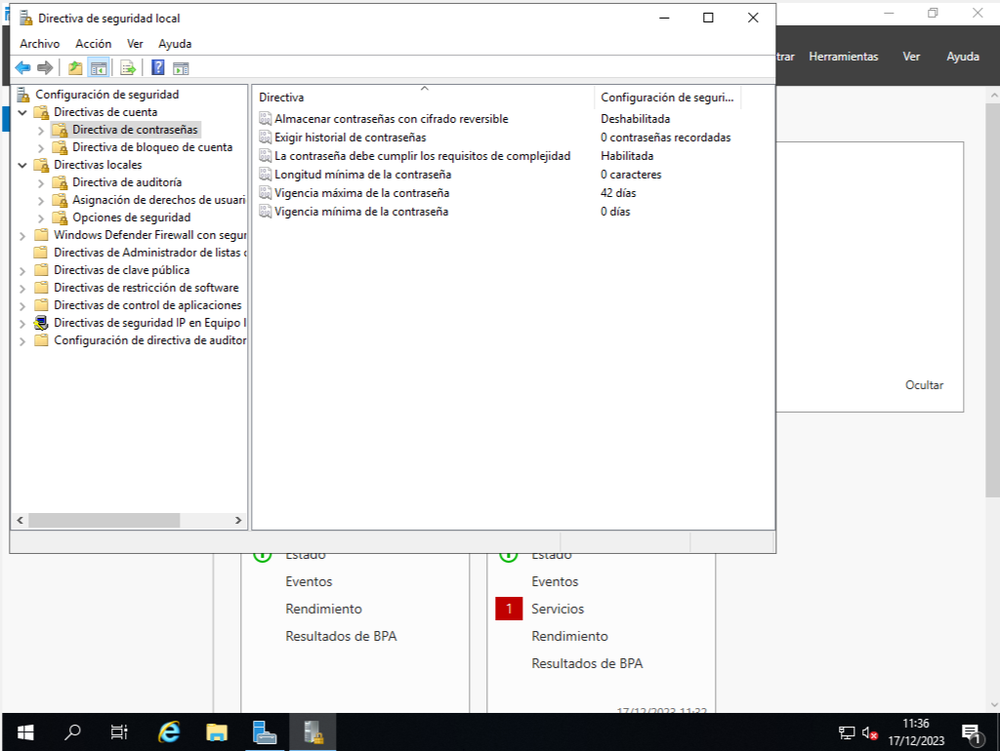 Directiva de seguridad local
Archivo Acción Ver Ayuda
trar Herramientas Ver Ayuda
Configuración de seguridad
Directivas de cuenta
Directiva de contraseñas
Directiva de bloqueo de cuenta
Directivas locales
Directiva de auditoría
Asignación de derechos de usuari
Opciones de seguridad
Windows Defender Firewall con segur
Directivas de Administrador de listas d
Directivas de clave pública
Directivas de restricción de software
Directivas de control de aplicaciones
Directivas de seguridad IP en Equipo l
Configuración de directiva de auditor
Directiva Configuración de seguri...
Almacenar contraseñas con cifrado reversible Deshabilitada
Exigir historial de contraseñas 0 contraseñas recordadas
La contraseña debe cumplir los requisitos de complejidad Habilitada
Longitud mínima de la contraseña 0 caracteres
Vigencia máxima de la contraseña 42 días
Vigencia mínima de la contraseña 0 días
Ocultar
Estado
Eventos
Rendimiento
Resultados de BPA
Estado
Eventos
1 Servicios
Rendimiento
Resultados de BPA
17/12/2023 11:32
11:36
17/12/2023
1